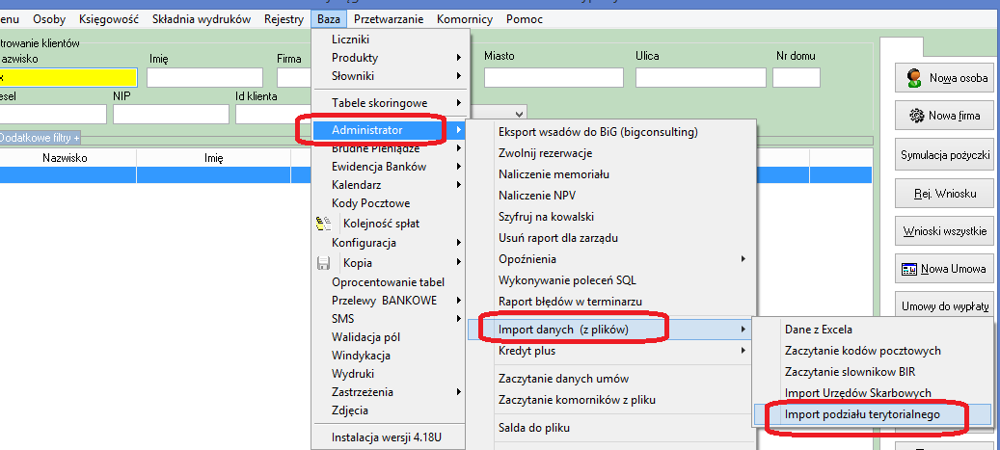 enu Osoby Księgowość Składnia wydruków Rejestry Baza Przetwarzanie Komornicy Pomoc
trowanie klientów
azwisko Imię Firma Miasto Ulica Nr domu
x
esel NIP Id klienta
Dodatkowe filtry +
Nazwisko Imię
Liczniki
Produkty
Słowniki
Tabele skoringowe
Administrator
Brudne Pieniądze
Ewidencja Banków
Kalendarz
Kody Pocztowe
Kolejność spłat
Konfiguracja
Kopia
Oprocentowanie tabel
Przelewy BANKOWE
SMS
Walidacja pól
Windykacja
Wydruki
Zastrzeżenia
Zdjęcia
Instalacja wersji 4.18U
Eksport wsadów do BiG (bigconsulting)
Zwolnij rezerwacje
Naliczenie memoriału
Naliczenie NPV
Szyfruj na kowalski
Usuń raport dla zarządu
Opoźnienia
Wykonywanie poleceń SQL
Raport błędów w terminarzu
Import danych (z plików)
Kredyt plus
Zaczytanie danych umów
Zaczytanie komorników z pliku
Salda do pliku
Dane z Excela
Zaczytanie kodów pocztowych
Zaczytanie slownikow BIR
Import Urzędów Skarbowych
Import podziału terytorialnego
Nowa osoba
Nowa firma
Symulacja pożyczki
Rej. Wniosku
Wnioski wszystkie
Nowa Umowa
Umowy do wypłaty